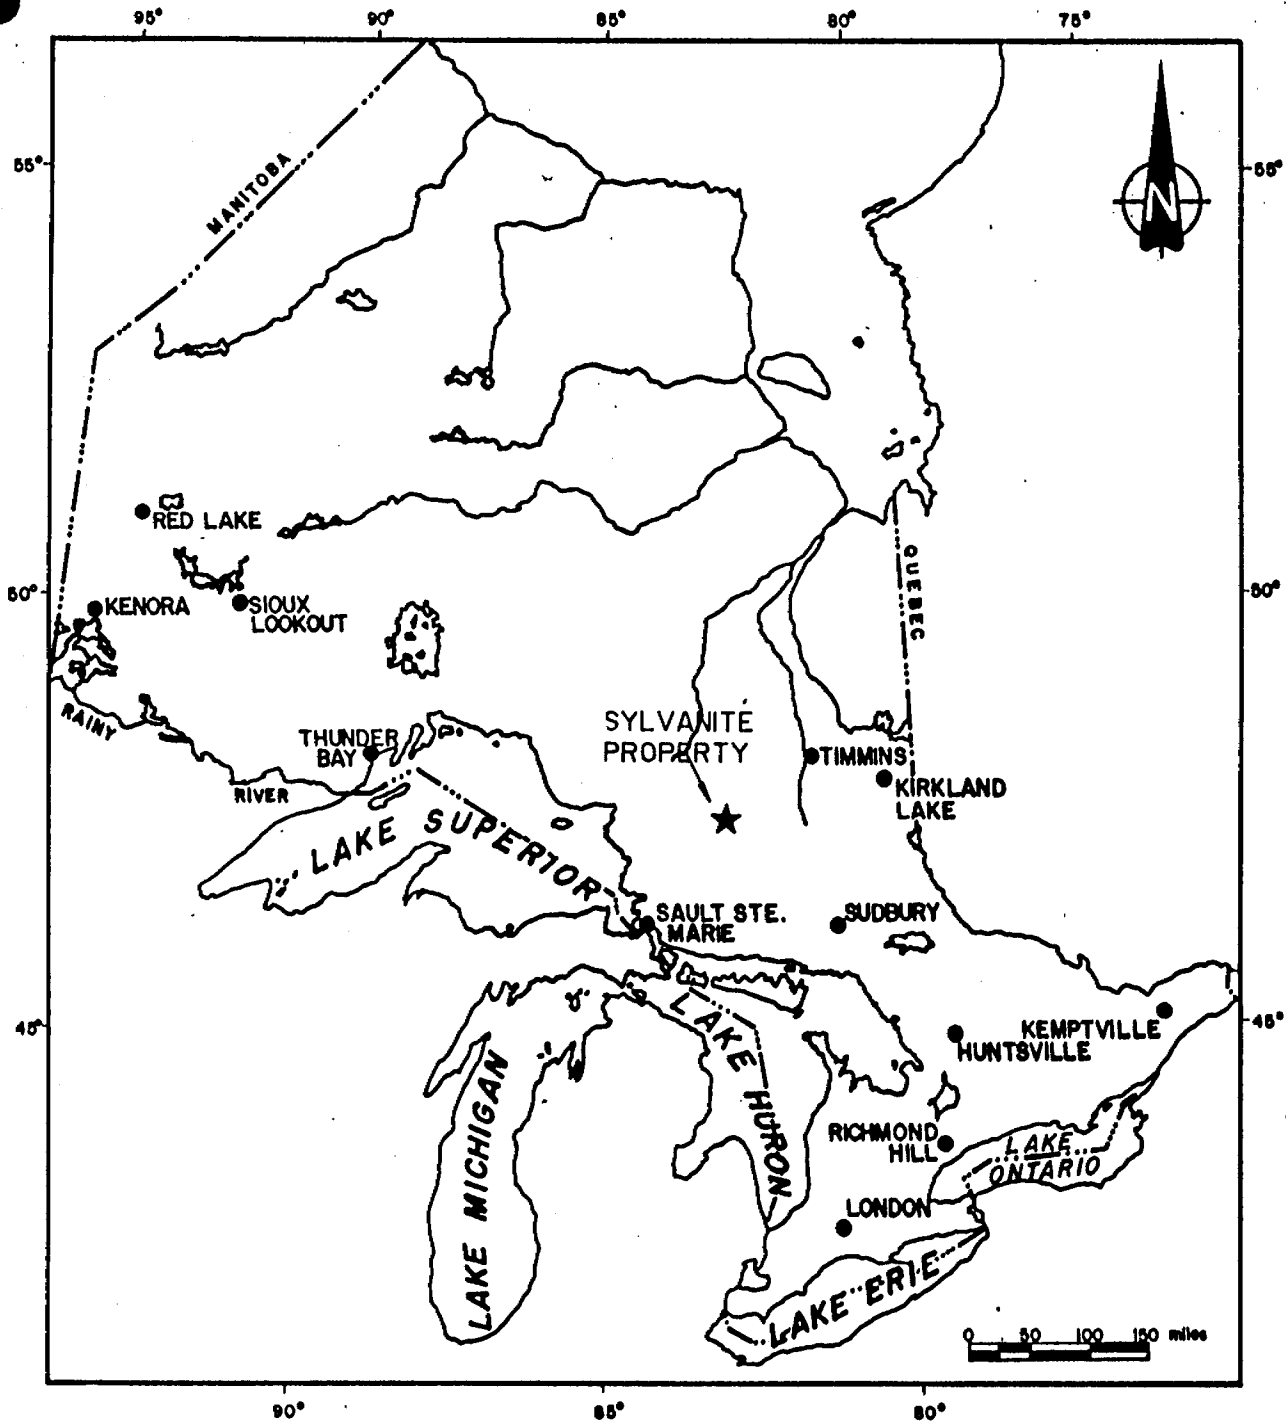 95° 90° 85° 80° 75°
55° 55°
MANITOBA
N
RED LAKE
QUEBEC
50° 50°
KENORA
SIOUX
LOOKOUT
RAINY
SYLVANITE
PROPERTY
THUNDER
BAY
TIMMINS
RIVER
KIRKLAND
LAKE
LAKE SUPERIOR
SAULT STE.
MARIE
SUDBURY
45° 45°
LAKE HURON
KEMPTVILLE
HUNTSVILLE
LAKE MICHIGAN
RICHMOND
HILL
LAKE
ONTARIO
LONDON
LAKE ERIE
0 50 100 150 miles
90° 85° 80°